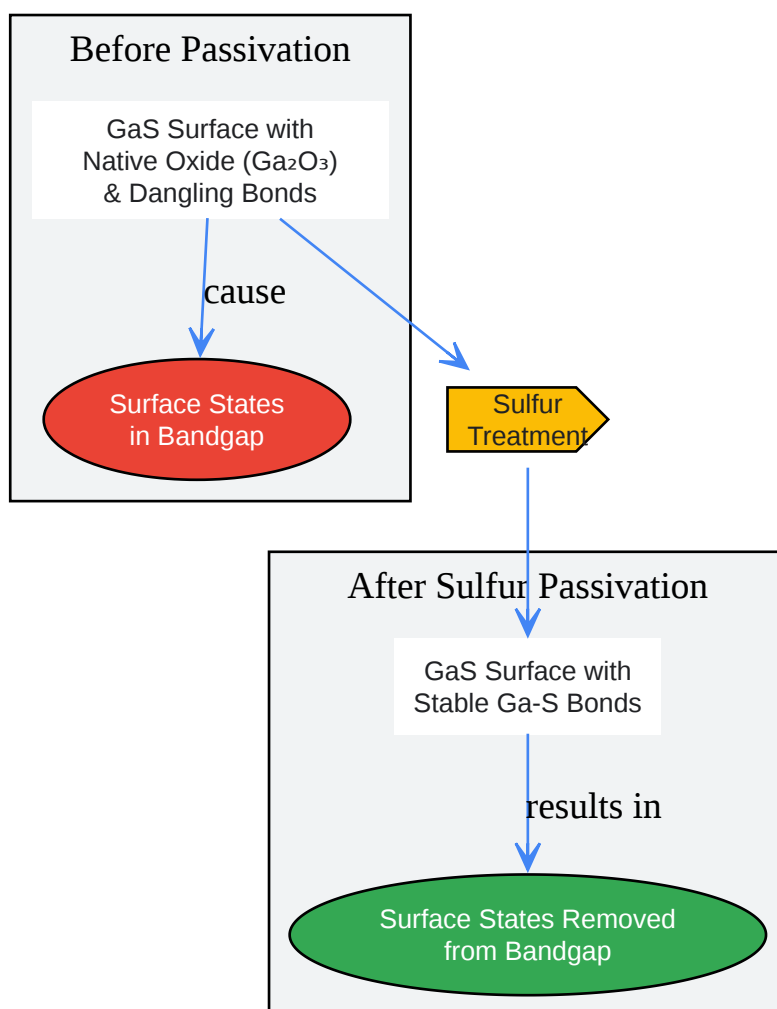 Before Passivation
GaS Surface with
Native Oxide (Ga₂O₃)
& Dangling Bonds
cause
Surface States
in Bandgap
Sulfur
Treatment
After Sulfur Passivation
GaS Surface with
Stable Ga-S Bonds
results in
Surface States Removed
from Bandgap